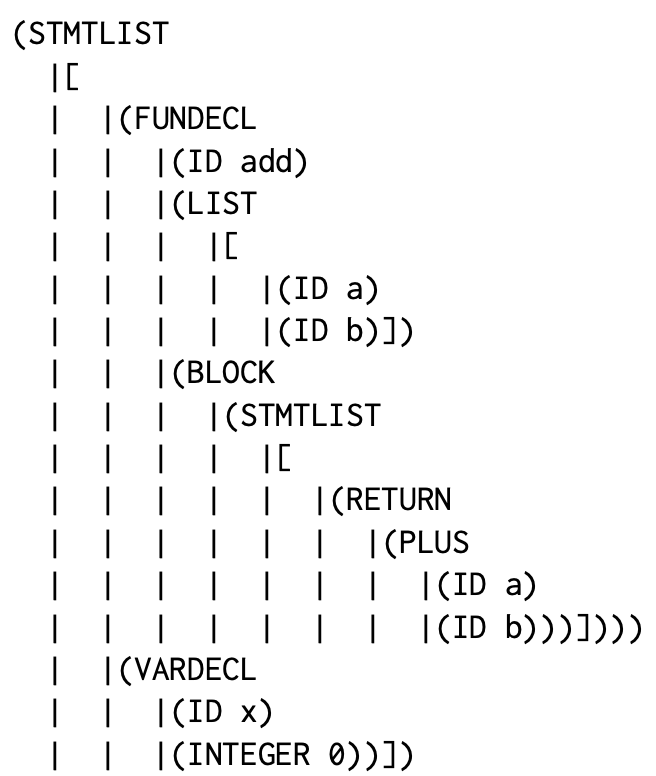 (STMTLIST
  |[
  |  |(FUNDECL
  |  |  |(ID add)
  |  |  |(LIST
  |  |  |  |[
  |  |  |  |  |(ID a)
  |  |  |  |  |(ID b)])
  |  |  |(BLOCK
  |  |  |  |(STMTLIST
  |  |  |  |  |[
  |  |  |  |  |  |(RETURN
  |  |  |  |  |  |  |(PLUS
  |  |  |  |  |  |  |  |(ID a)
  |  |  |  |  |  |  |  |(ID b)))])))
  |  |(VARDECL
  |  |  |(ID x)
  |  |  |(INTEGER 0))])